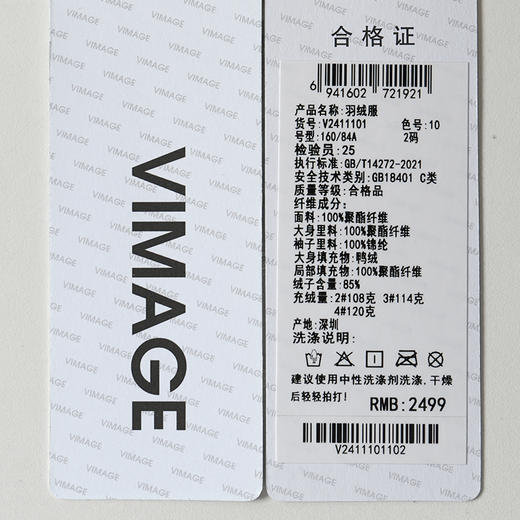 VIMAGE
合格证
6 941602 721921
产品名称:羽绒服
货号:V2411101 色号:10
号型:160/84A 2码
检验员:25
执行标准:GB/T14272-2021
安全技术类别:GB18401 C类
质量等级:合格品
纤维成分:
面料:100%聚酯纤维
大身里料:100%聚酯纤维
袖子里料:100%锦纶
大身填充物:鸭绒
局部填充物:100%聚酯纤维
绒子含量:85%
充绒量:2#108克 3#114克
4#120克
产地:深圳
洗涤说明:
建议使用中性洗涤剂洗涤,干燥
后轻轻拍打!
RMB:2499
V2411101102